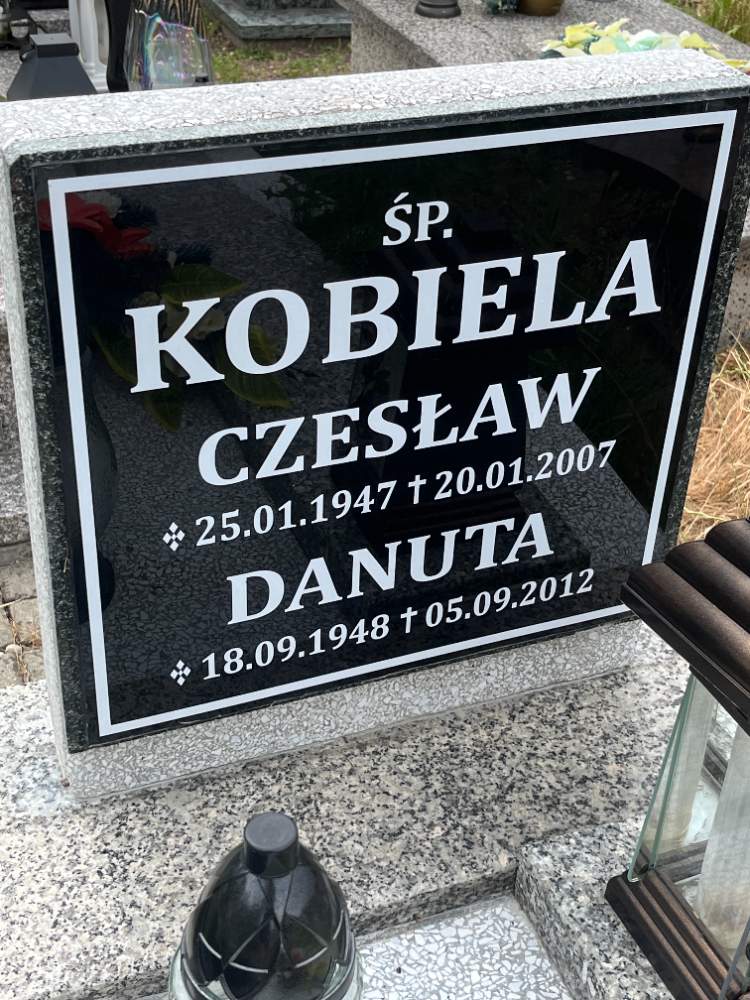 ŚP.
KOBIELA
CZESŁAW
✤ 25.01.1947 † 20.01.2007
DANUTA
✤ 18.09.1948 † 05.09.2012